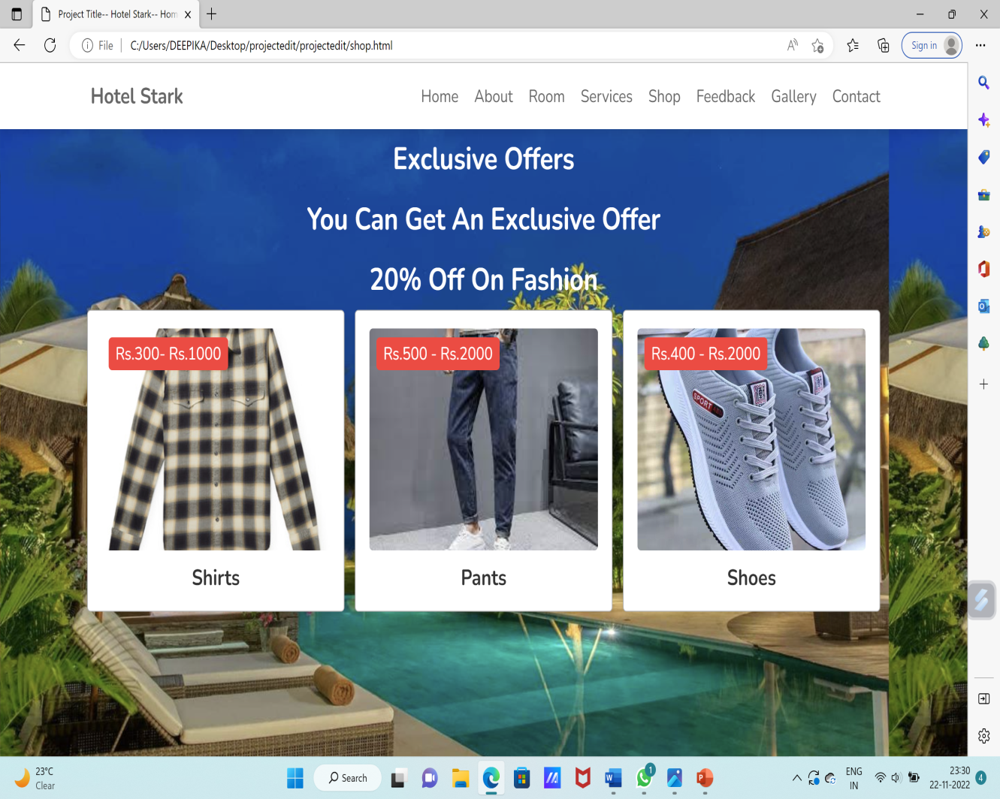 Project Title-- Hotel Stark-- Hom
File
C:/Users/DEEPIKA/Desktop/projectedit/projectedit/shop.html
Sign in
Hotel Stark
Home About Room Services Shop Feedback Gallery Contact
Exclusive Offers
You Can Get An Exclusive Offer
20% Off On Fashion
Rs.300- Rs.1000
Rs.500 - Rs.2000
Rs.400 - Rs.2000
SPORT
Shirts
Pants
Shoes
23°C
Clear
Search
1
ENG
IN
23:30
22-11-2022
4